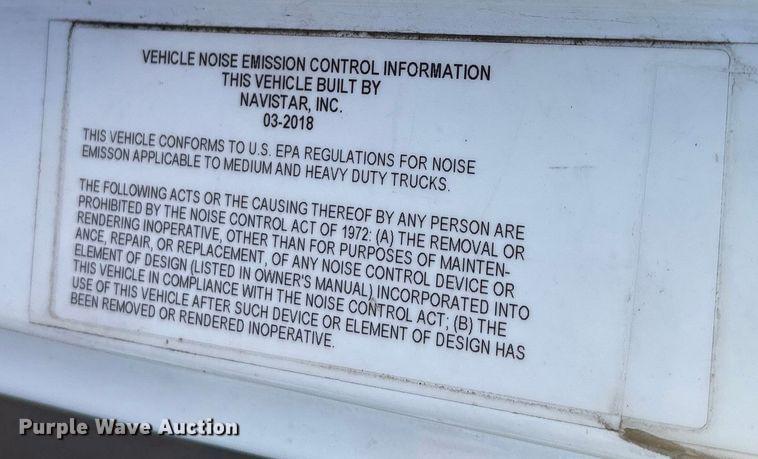 VEHICLE NOISE EMISSION CONTROL INFORMATION
THIS VEHICLE BUILT BY
NAVISTAR, INC.
03-2018
THIS VEHICLE CONFORMS TO U.S. EPA REGULATIONS FOR NOISE
EMISSON APPLICABLE TO MEDIUM AND HEAVY DUTY TRUCKS.
THE FOLLOWING ACTS OR THE CAUSING THEREOF BY ANY PERSON ARE
PROHIBITED BY THE NOISE CONTROL ACT OF 1972: (A) THE REMOVAL OR
RENDERING INOPERATIVE, OTHER THAN FOR PURPOSES OF MAINTEN-
ANCE, REPAIR, OR REPLACEMENT, OF ANY NOISE CONTROL DEVICE OR
ELEMENT OF DESIGN (LISTED IN OWNER'S MANUAL) INCORPORATED INTO
THIS VEHICLE IN COMPLIANCE WITH THE NOISE CONTROL ACT; (B) THE
USE OF THIS VEHICLE AFTER SUCH DEVICE OR ELEMENT OF DESIGN HAS
BEEN REMOVED OR RENDERED INOPERATIVE.
Purple Wave Auction